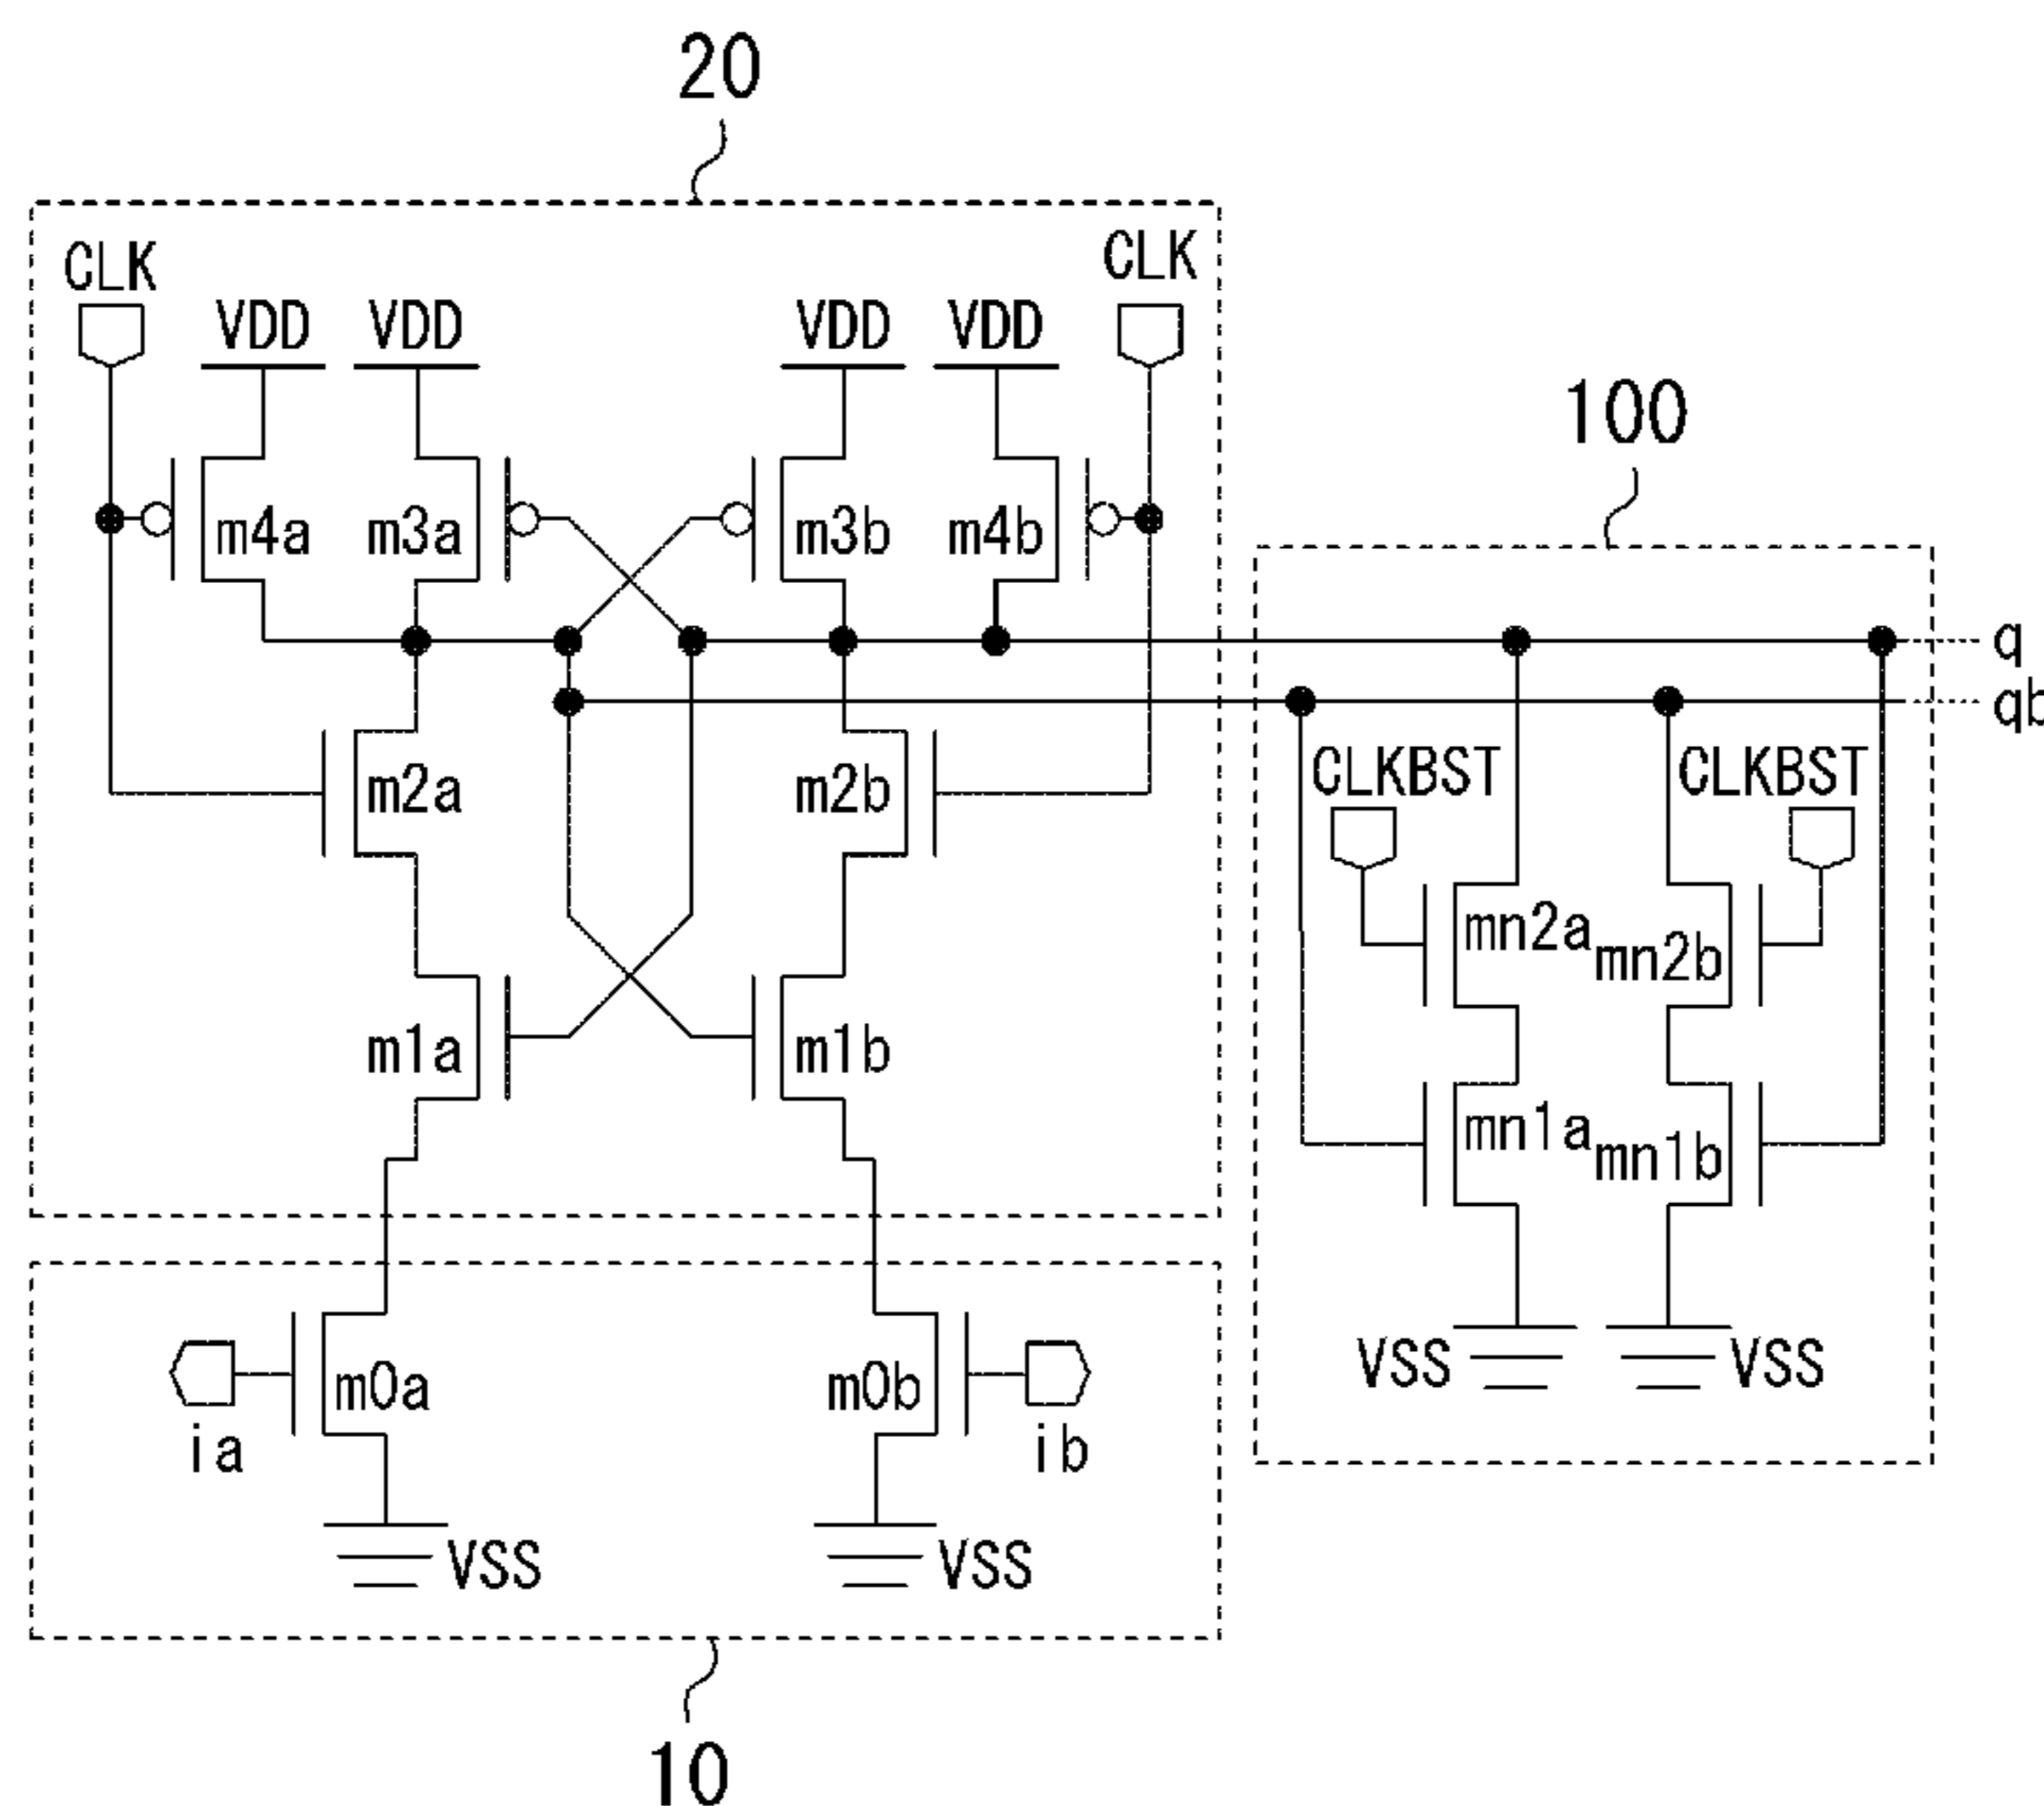 20
CLK
CLK
VDD VDD VDD VDD
100
m4a m3a m3b m4b
q
qb
CLKBST CLKBST
m2a m2b
mn2a mn2b
m1a m1b
mn1a mn1b
VSS VSS
m0a m0b
ia ib
VSS VSS
10